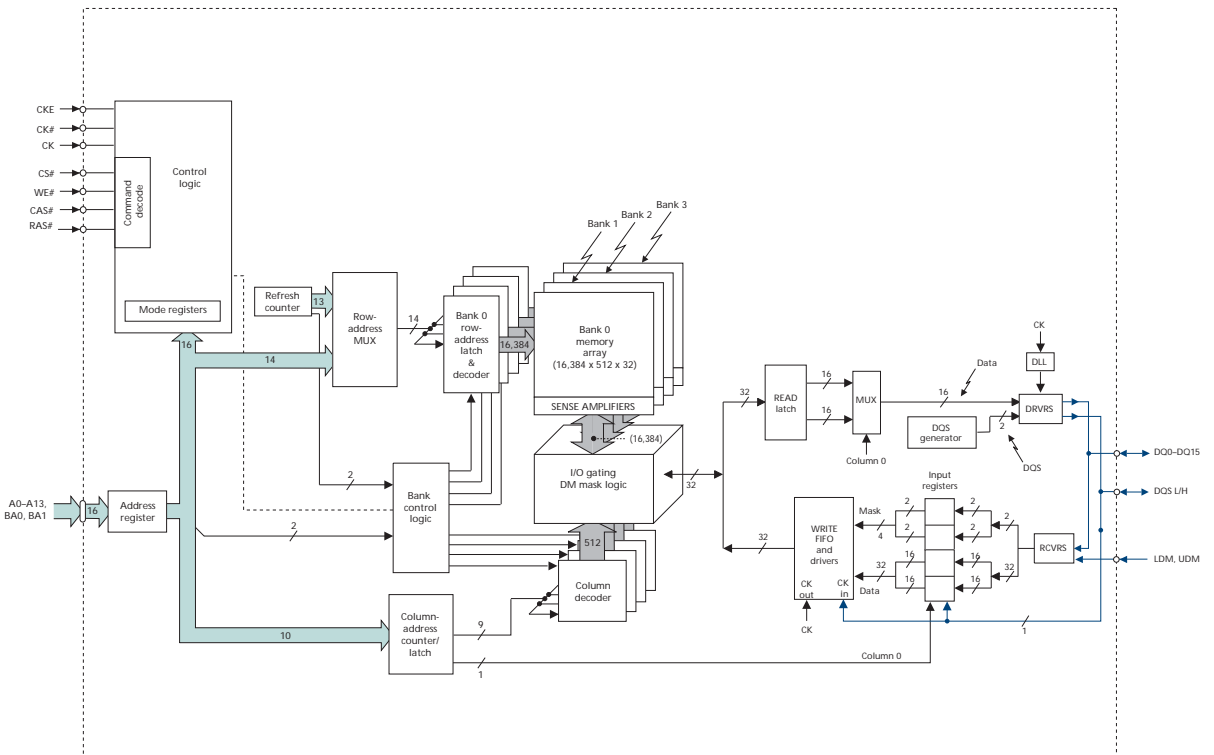 CKE
CK#
CK
CS#
WE#
CAS#
RAS#
Command
decode
Control
logic
Mode registers
Refresh
counter
13
Row-
address
MUX
14
16
14
Bank 0
row-
address
latch
&
decoder
16,384
Bank 1
Bank 2
Bank 3
Bank 0
memory
array
(16,384 x 512 x 32)
SENSE AMPLIFIERS
(16,384)
I/O gating
DM mask logic
32
512
Column
decoder
A0–A13,
BA0, BA1
16
Address
register
2
2
Bank
control
logic
10
Column-
address
counter/
latch
9
1
Column 0
32
READ
latch
16
16
MUX
Column 0
16
Data
DQS
generator
2
DQS
CK
DLL
DRVRS
DQ0–DQ15
DQS L/H
LDM, UDM
RCVRS
Input
registers
32
WRITE
FIFO
and
drivers
CK
out
CK
in
CK
Mask
4
32
Data
2
2
16
16
2
2
16
16
2
32
1